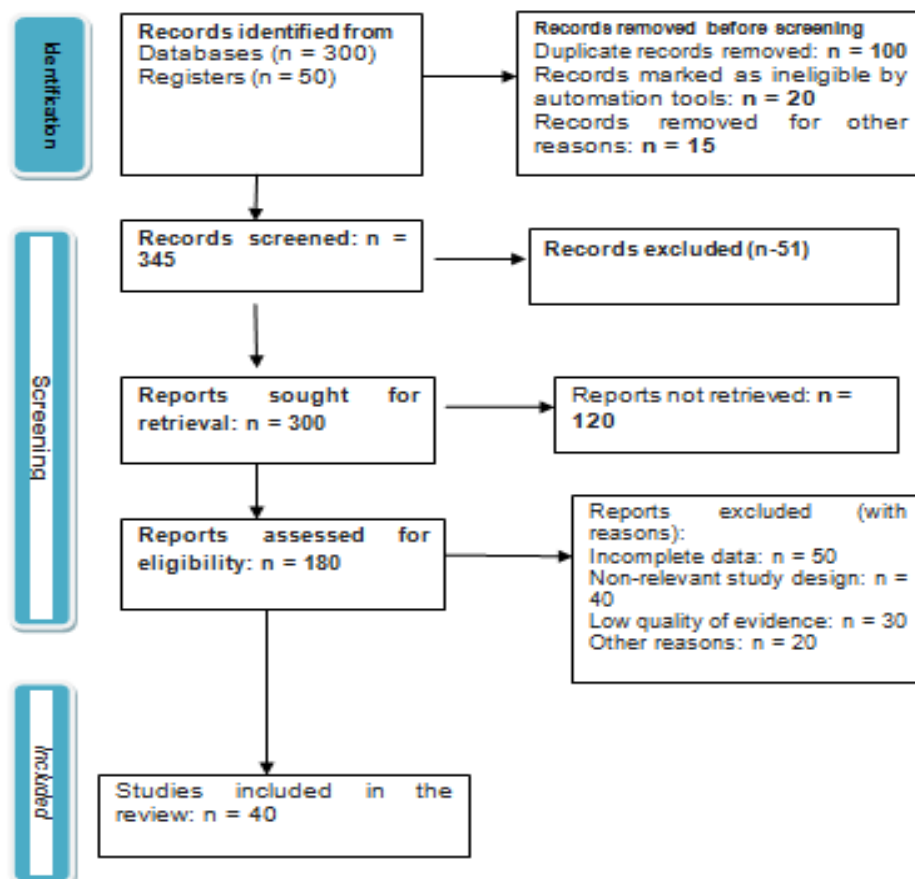 Identification
Records identified from
Databases (n = 300)
Registers (n = 50)
Records removed before screening
Duplicate records removed: n = 100
Records marked as ineligible by
automation tools: n = 20
Records removed for other
reasons: n = 15
Screening
Records screened: n =
345
Records excluded (n-51)
Reports sought for
retrieval: n = 300
Reports not retrieved: n =
120
Reports assessed for
eligibility: n = 180
Reports excluded (with
reasons):
Incomplete data: n = 50
Non-relevant study design: n =
40
Low quality of evidence: n = 30
Other reasons: n = 20
Included
Studies included in the
review: n = 40